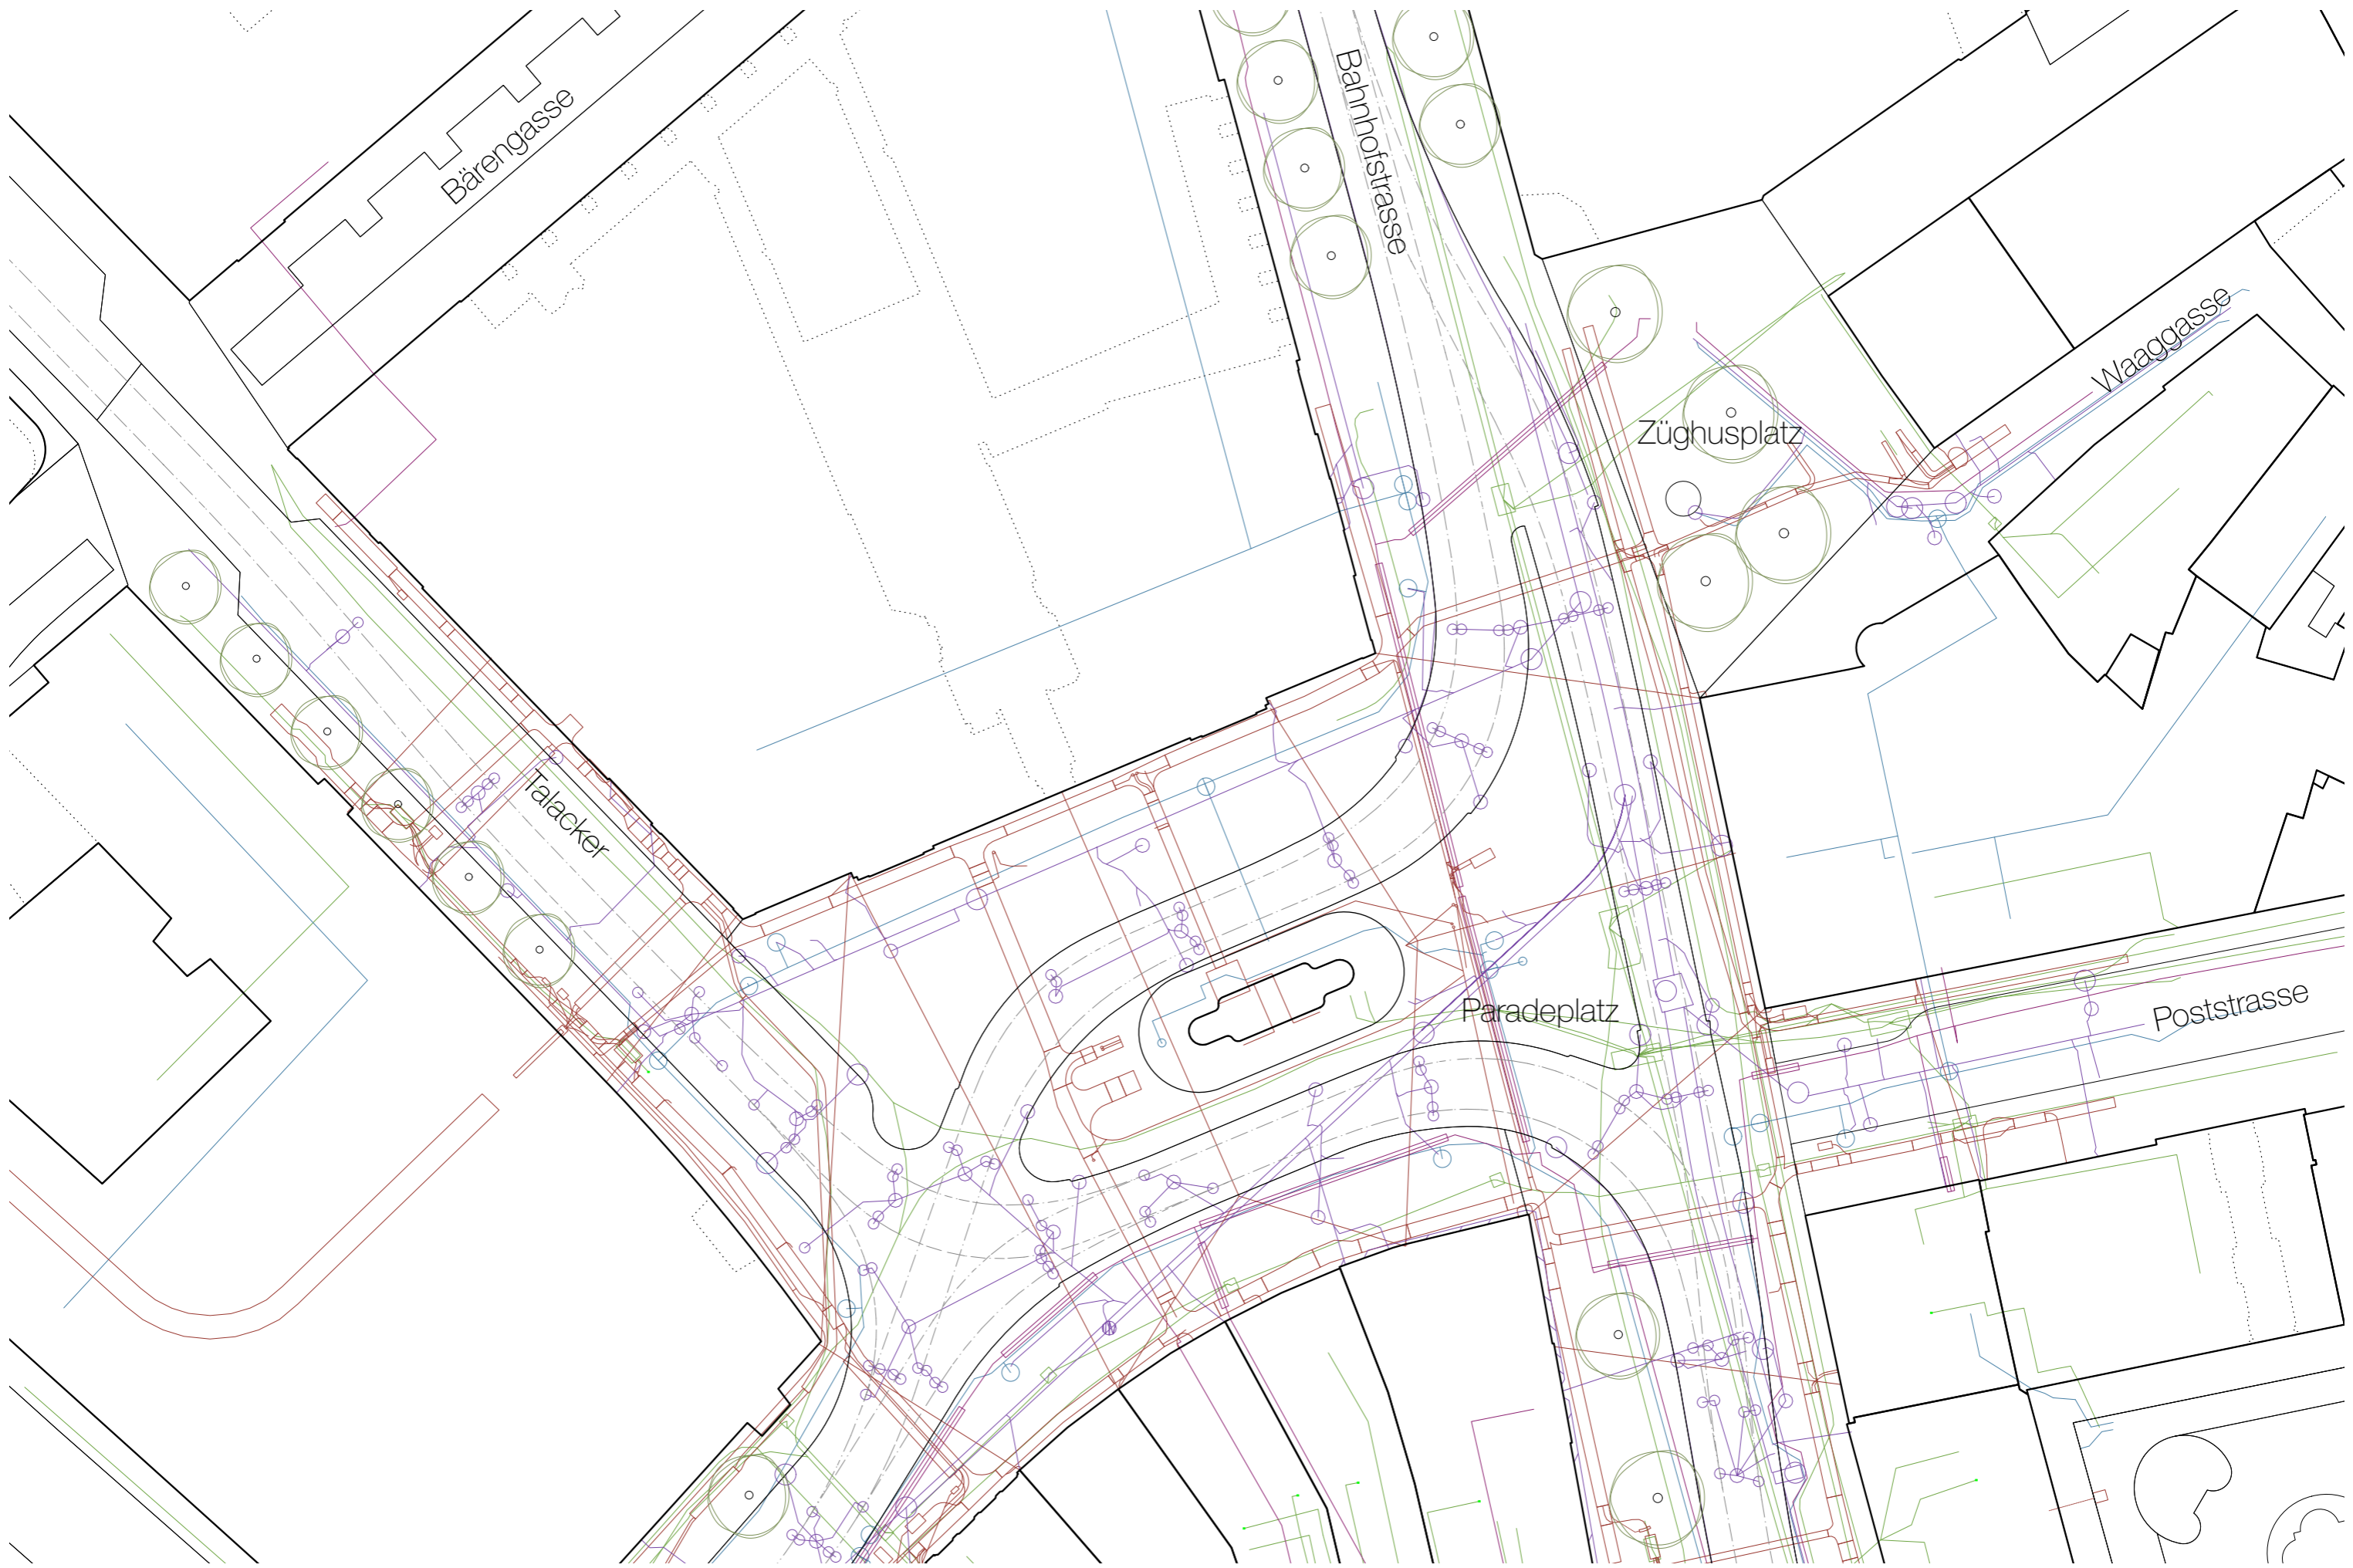 Bahnhofstrasse
Bärengasse
Waaggasse
Züghusplatz
Talacker
Paradeplatz
Poststrasse